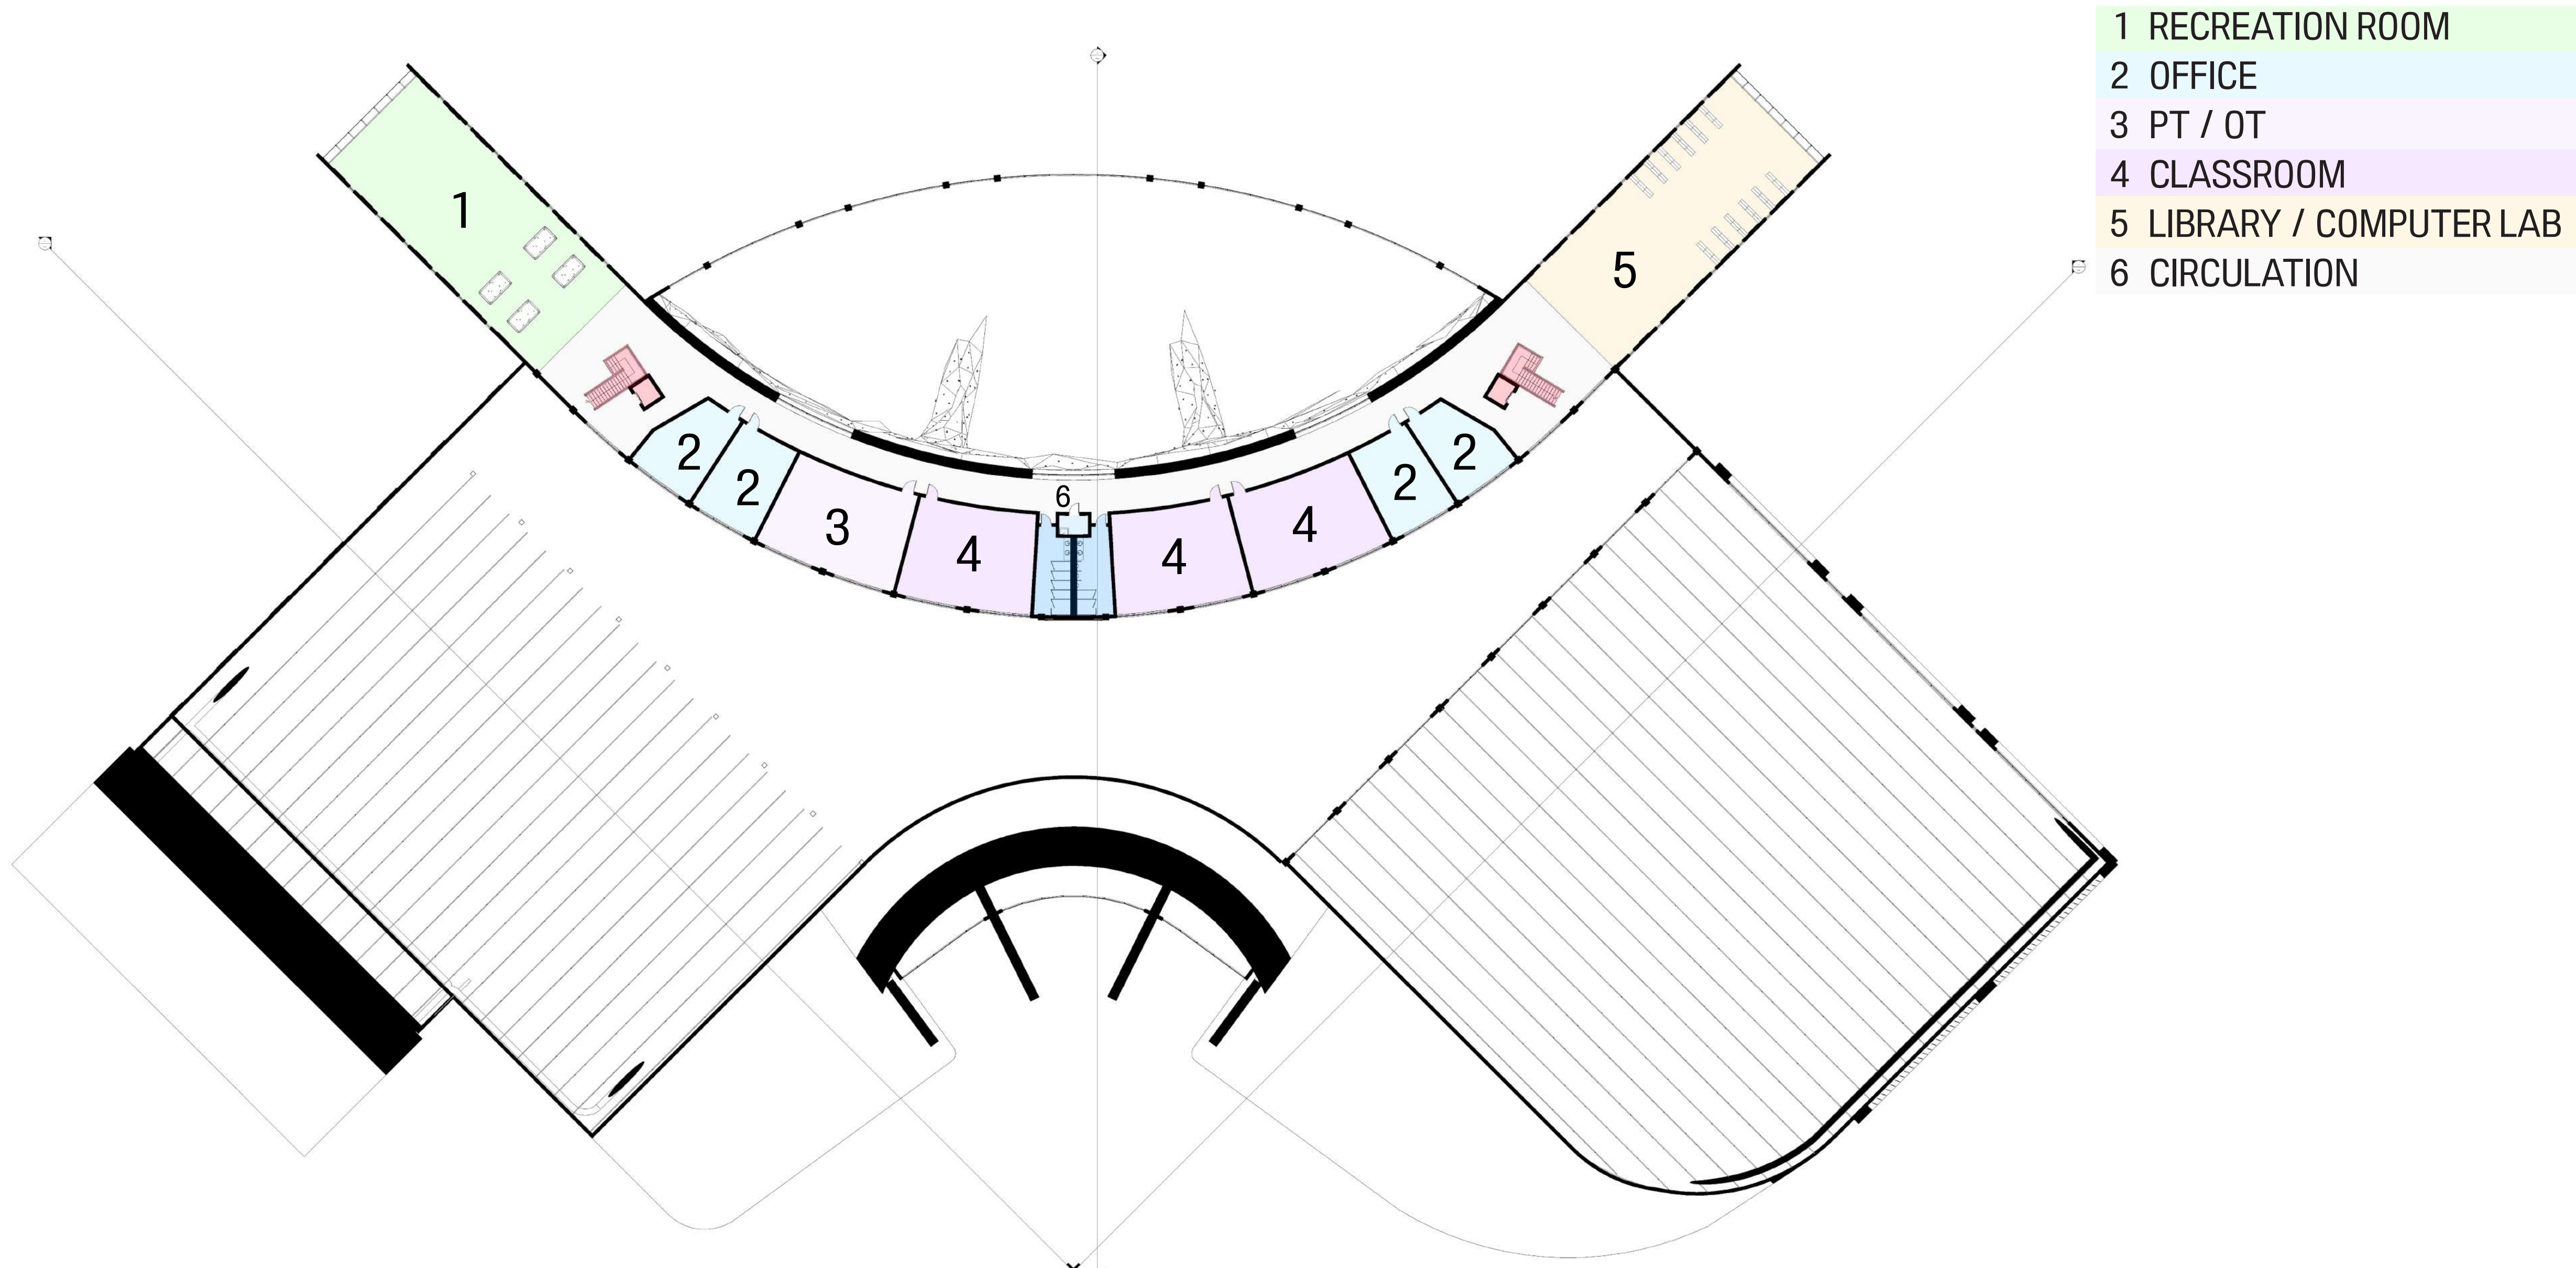 1 RECREATION ROOM
2 OFFICE
3 PT / OT
4 CLASSROOM
5 LIBRARY / COMPUTER LAB
6 CIRCULATION
1
5
2
2
2
2
6
3
4
4
4